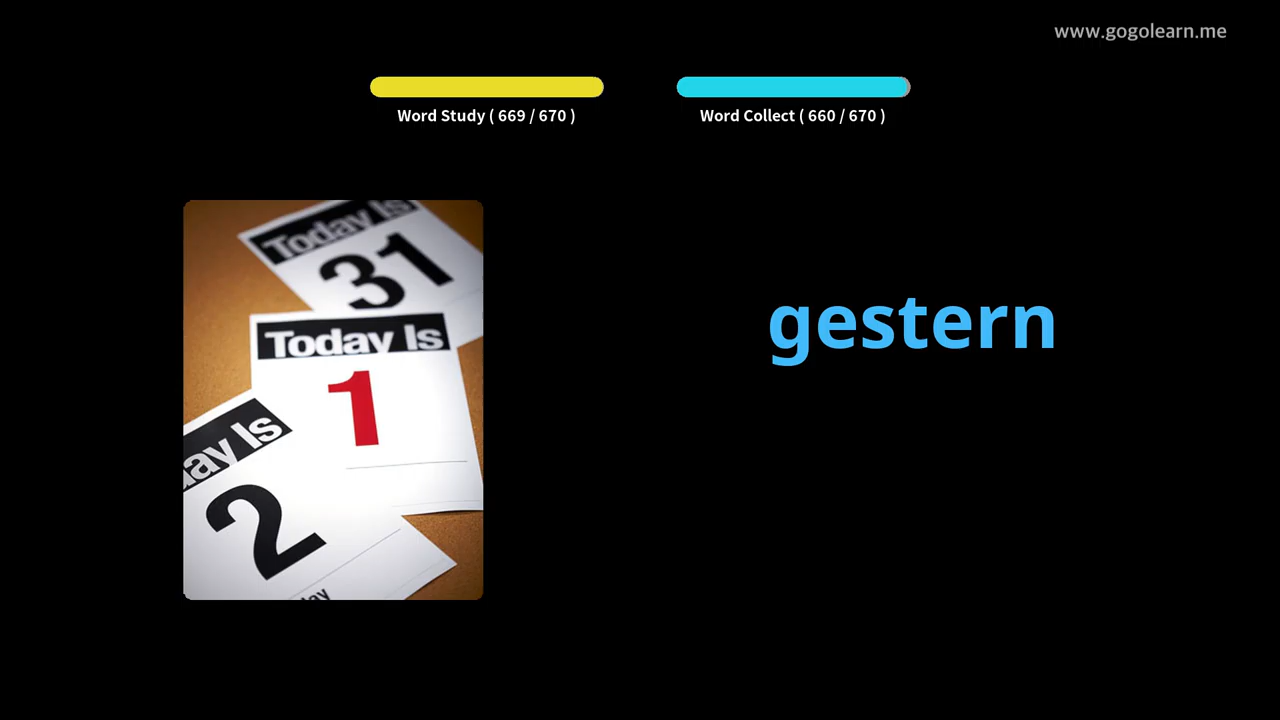 www.gogolearn.me
Word Study ( 669 / 670 )
Word Collect ( 660 / 670 )
Today Is
31
Today Is
1
gestern
ay Is
2